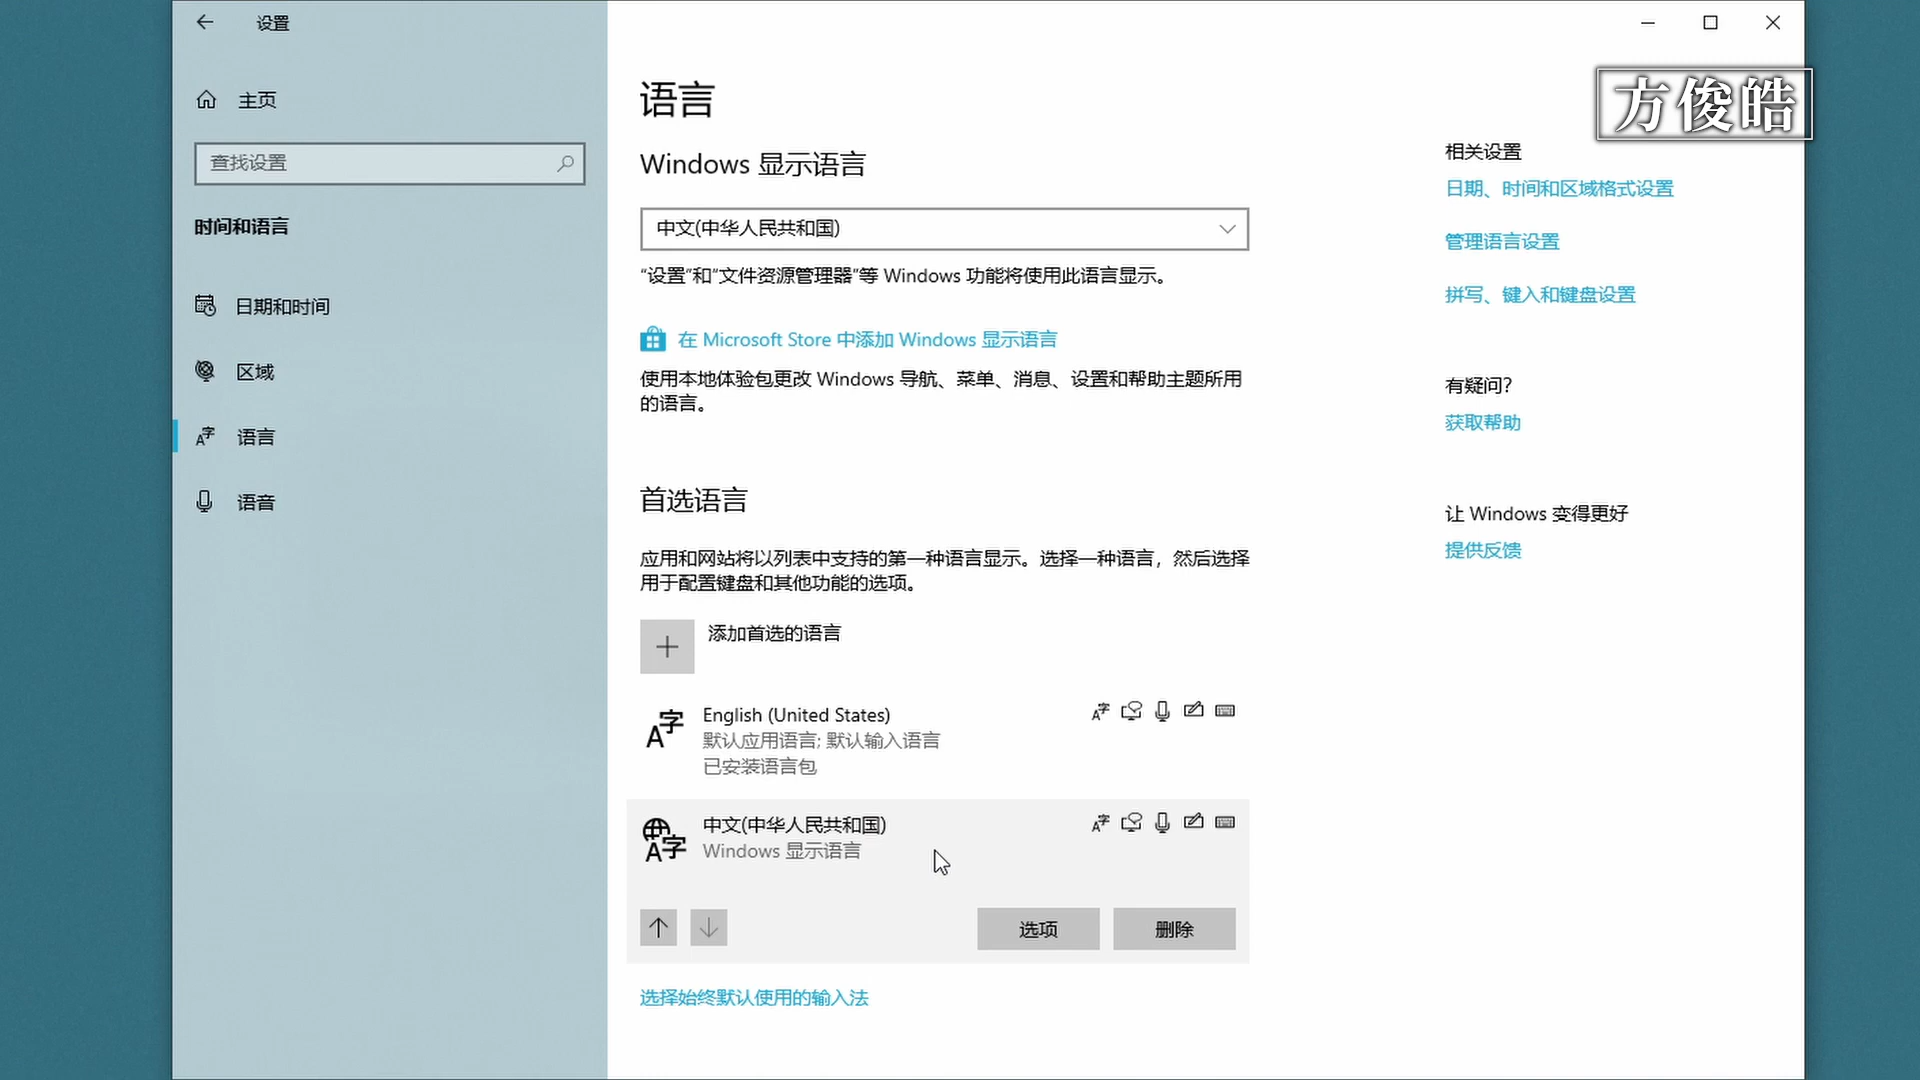 设置
主页
查找设置
时间和语言
日期和时间
区域
语言
语音
语言
Windows 显示语言
中文(中华人民共和国)
“设置”和“文件资源管理器”等 Windows 功能将使用此语言显示。
在 Microsoft Store 中添加 Windows 显示语言
使用本地体验包更改 Windows 导航、菜单、消息、设置和帮助主题所用
的语言。
首选语言
应用和网站将以列表中支持的第一种语言显示。选择一种语言，然后选择
用于配置键盘和其他功能的选项。
添加首选的语言
English (United States)
默认应用语言; 默认输入语言
已安装语言包
中文(中华人民共和国)
Windows 显示语言
选项
删除
选择始终默认使用的输入法
方俊皓
相关设置
日期、时间和区域格式设置
管理语言设置
拼写、键入和键盘设置
有疑问?
获取帮助
让 Windows 变得更好
提供反馈